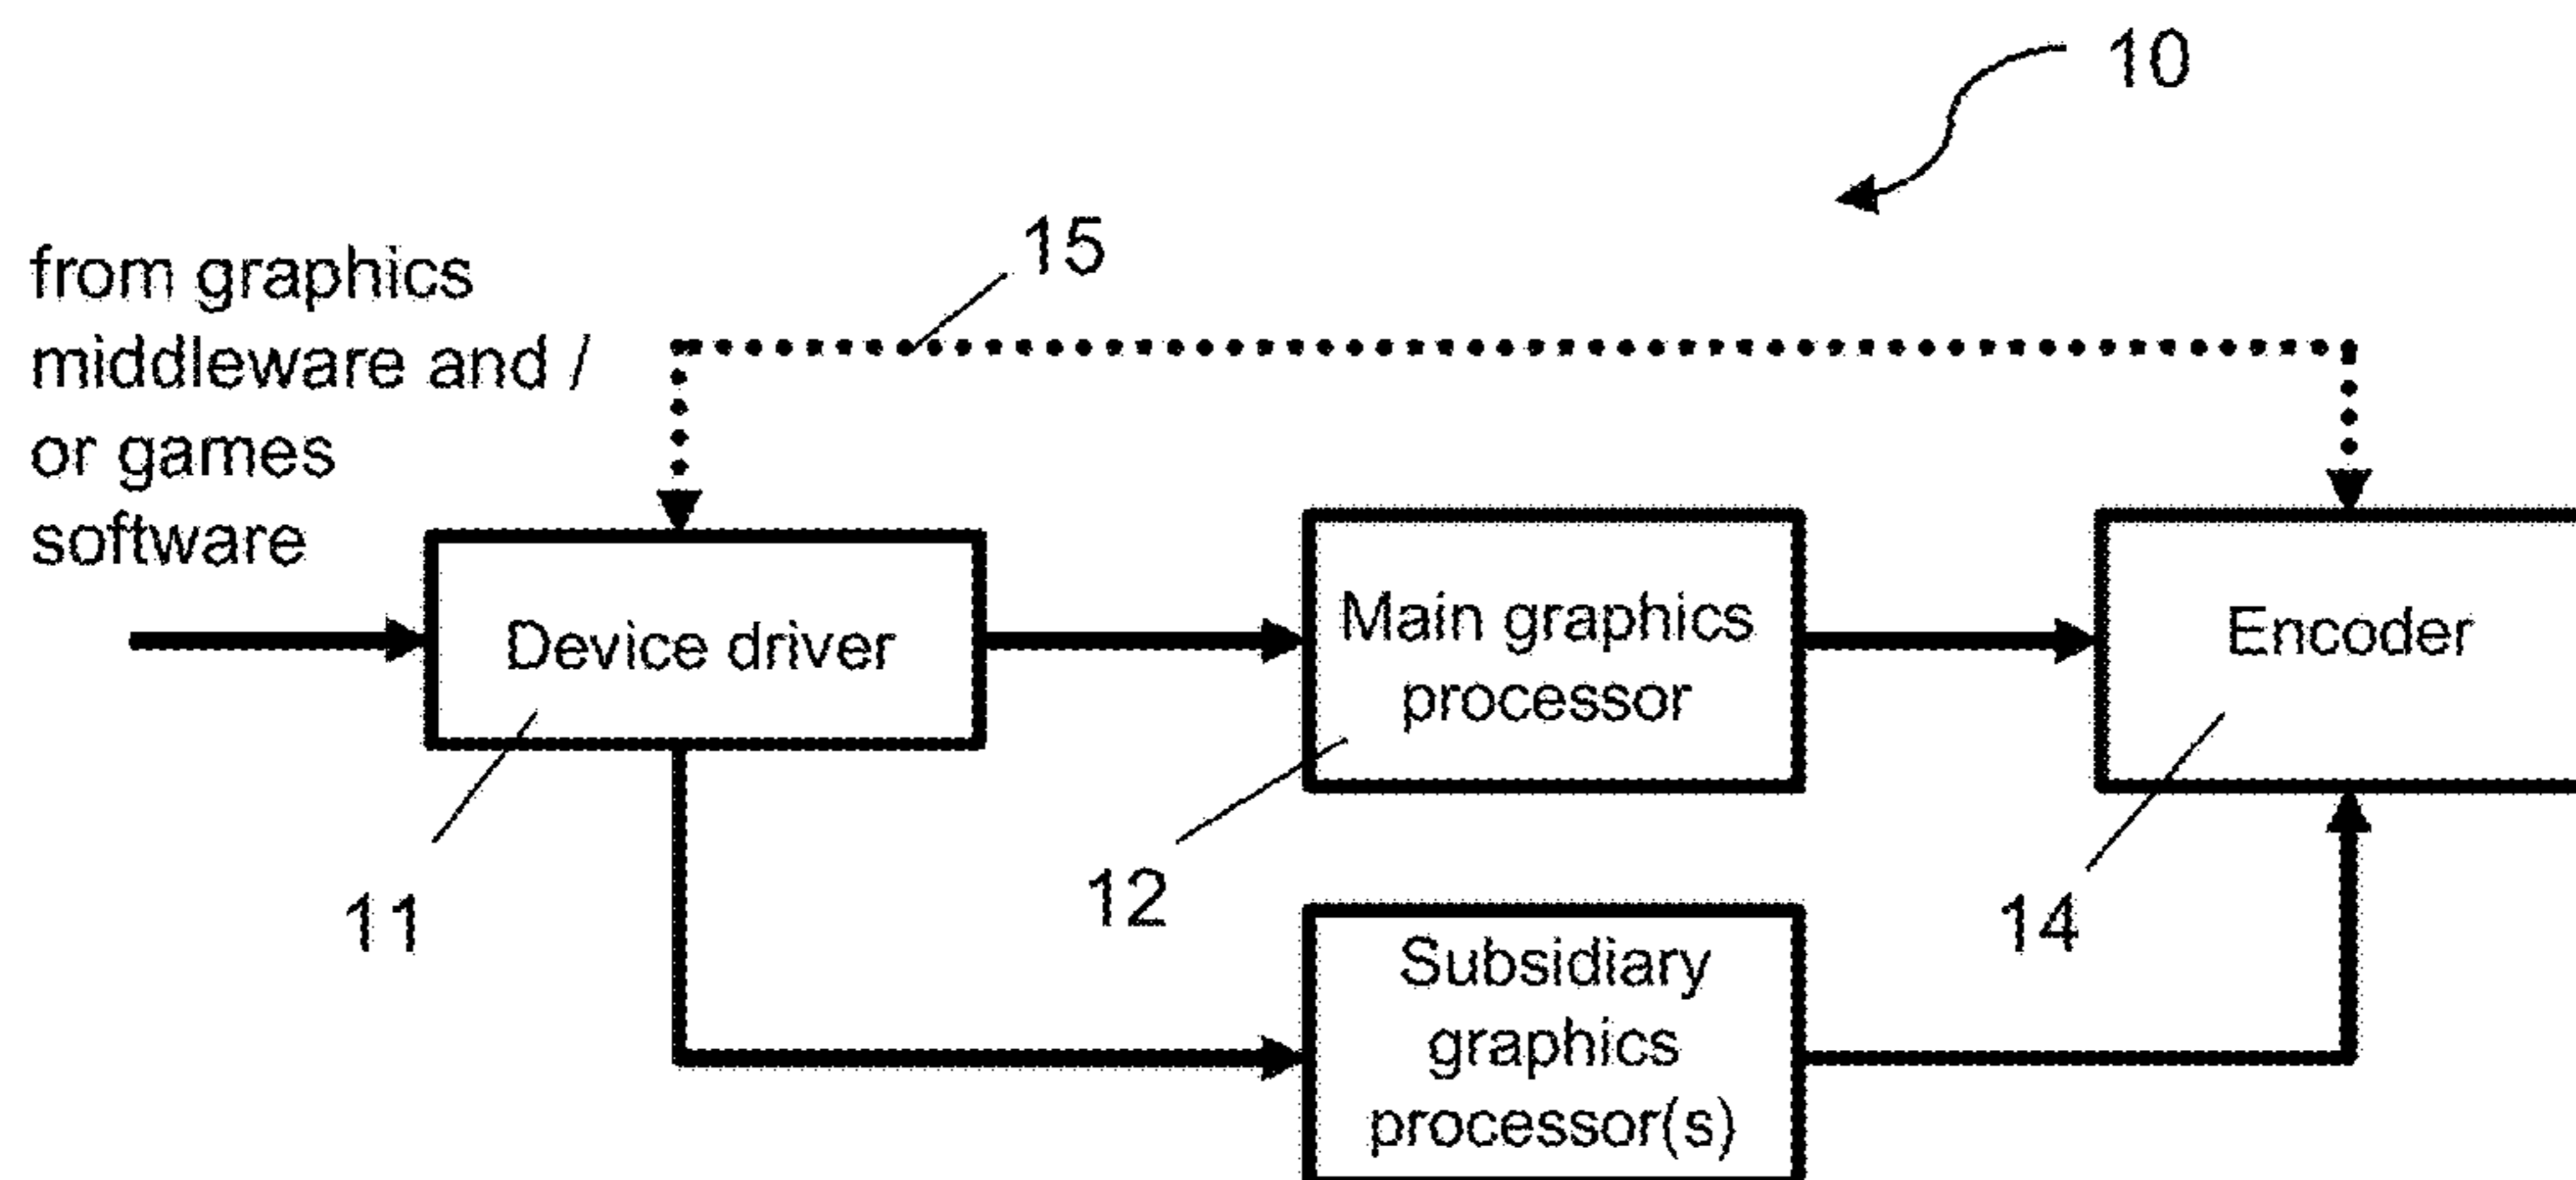 10
15
from graphics
middleware and /
or games
software
Device driver
Main graphics
processor
Encoder
11
12
14
Subsidiary
graphics
processor(s)